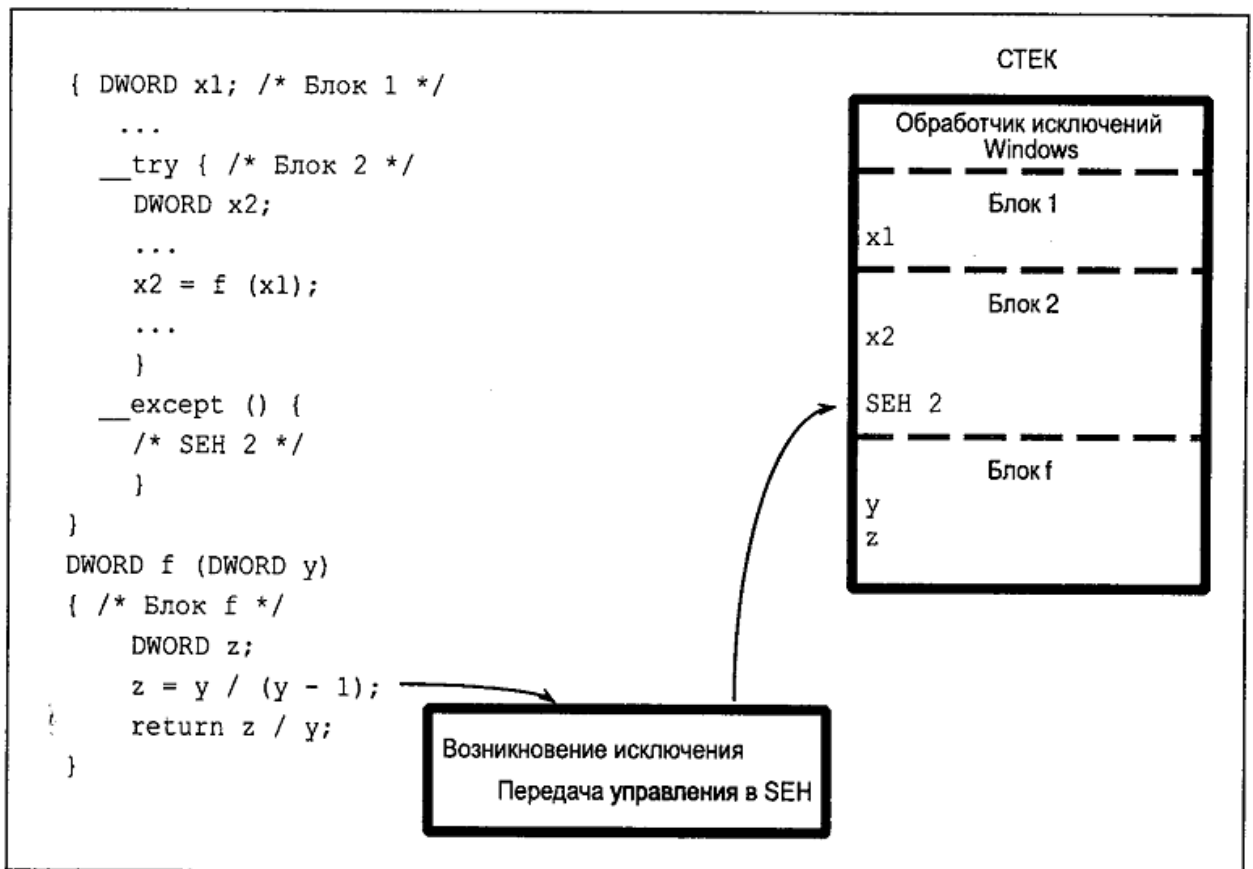 { DWORD x1; /* Блок 1 */
...
__try { /* Блок 2 */
DWORD x2;
...
x2 = f (x1);
...
}
__except () {
/* SEH 2 */
}
}
DWORD f (DWORD y)
{ /* Блок f */
DWORD z;
z = y / (y - 1);
return z / y;
}
Возникновение исключения
Передача управления в SEH
СТЕК
Обработчик исключений
Windows
Блок 1
x1
Блок 2
x2
SEH 2
Блок f
y
z